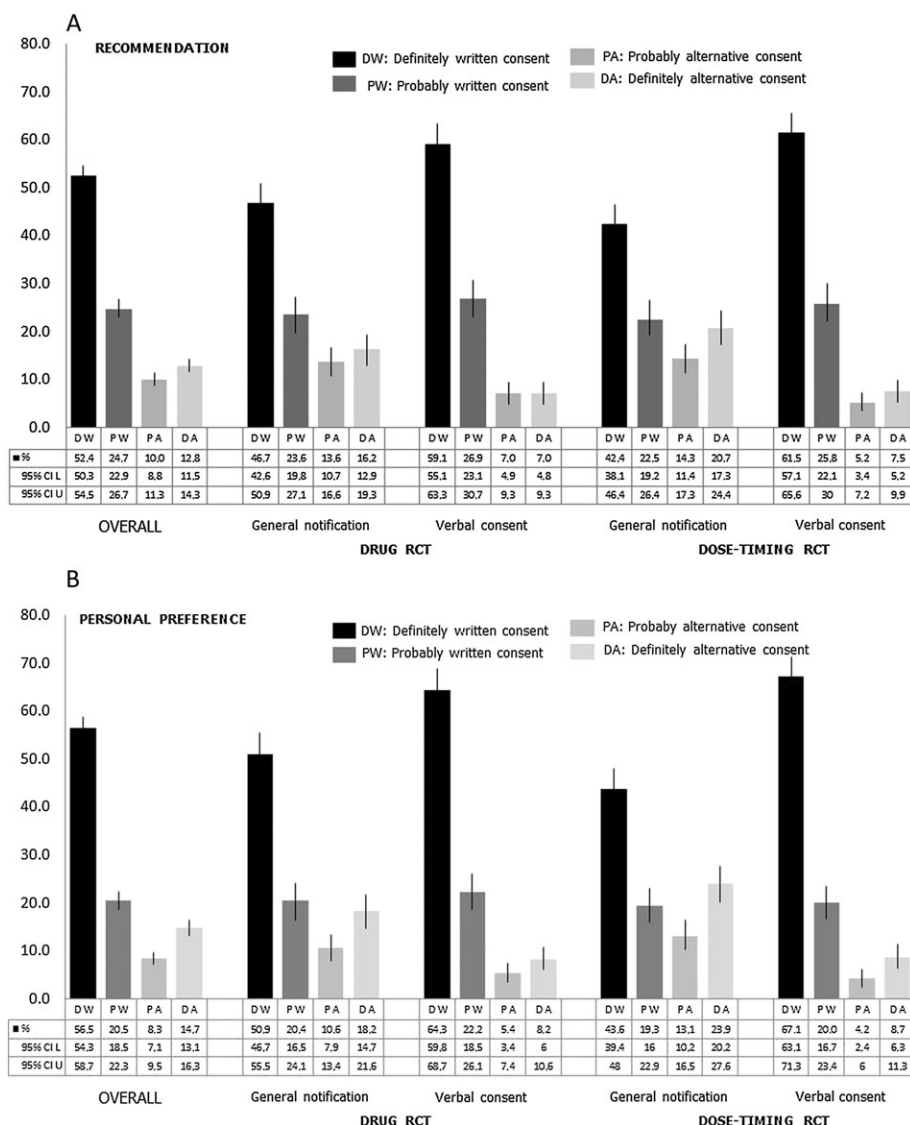 A
RECOMMENDATION
DW: Definitely written consent
PW: Probably written consent
PA: Probably alternative consent
DA: Definitely alternative consent
80.0
70.0
60.0
50.0
40.0
30.0
20.0
10.0
0.0
DW PW PA DA DW PW PA DA DW PW PA DA DW PW PA DA DW PW PA DA
% 52.4 24.7 10.0 12.8 46.7 23.6 13.6 16.2 59.1 26.9 7.0 7.0 42.4 22.5 14.3 20.7 61.5 25.8 5.2 7.5
95% CI L 50.3 22.9 8.8 11.5 42.6 19.8 10.7 12.9 55.1 23.1 4.9 4.8 38.1 19.2 11.4 17.3 57.1 22.1 3.4 5.2
95% CI U 54.5 26.7 11.3 14.3 50.9 27.1 16.6 19.3 63.3 30.7 9.3 9.3 46.4 26.4 17.3 24.4 65.6 30 7.2 9.9
OVERALL General notification Verbal consent General notification Verbal consent
DRUG RCT DOSE-TIMING RCT
B
PERSONAL PREFERENCE
DW: Definitely written consent
PW: Probably written consent
PA: Probaby alternative consent
DA: Definitely alternative consent
80.0
70.0
60.0
50.0
40.0
30.0
20.0
10.0
0.0
DW PW PA DA DW PW PA DA DW PW PA DA DW PW PA DA DW PW PA DA
% 56.5 20.5 8.3 14.7 50.9 20.4 10.6 18.2 64.3 22.2 5.4 8.2 43.6 19.3 13.1 23.9 67.1 20.0 4.2 8.7
95% CI L 54.3 18.5 7.1 13.1 46.7 16.5 7.9 14.7 59.8 18.5 3.4 6 39.4 16 10.2 20.2 63.1 16.7 2.4 6.3
95% CI U 58.7 22.3 9.5 16.3 55.5 24.1 13.4 21.6 68.7 26.1 7.4 10.6 48 22.9 16.5 27.6 71.3 23.4 6 11.3
OVERALL General notification Verbal consent General notification Verbal consent
DRUG RCT DOSE-TIMING RCT